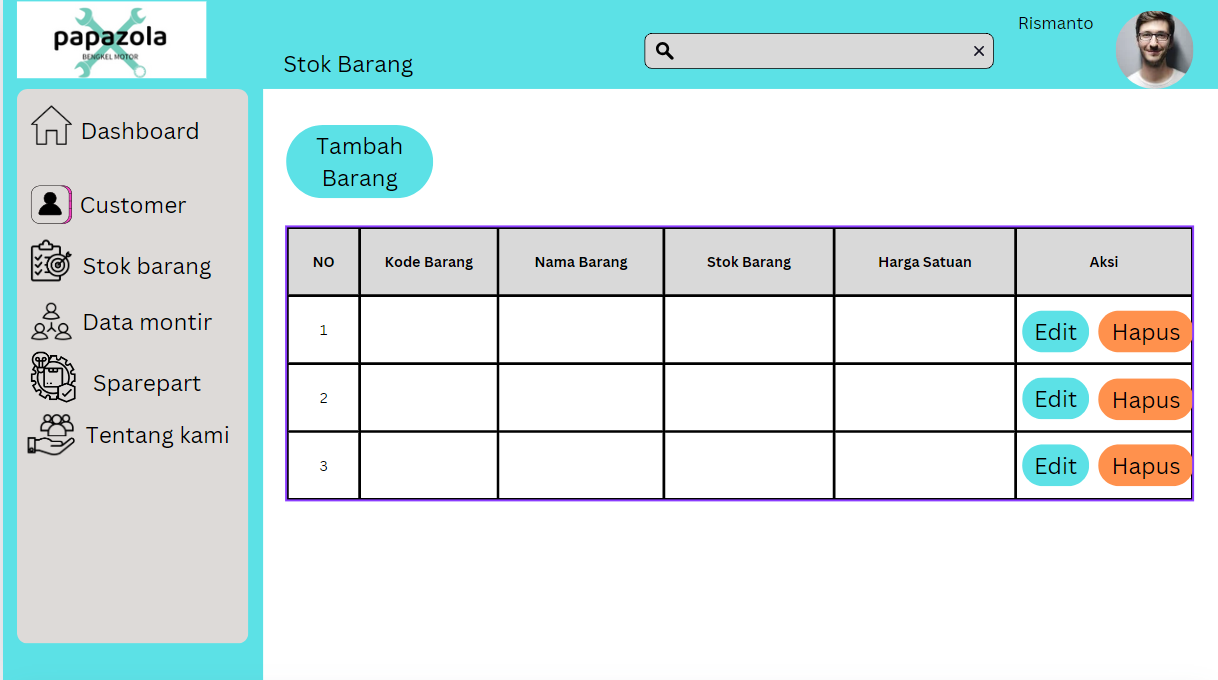 papazola
BENGKEL MOTOR
Stok Barang
Rismanto
Dashboard
Customer
Stok barang
Data montir
Sparepart
Tentang kami
Tambah
Barang
NO Kode Barang Nama Barang Stok Barang Harga Satuan Aksi
1 Edit Hapus
2 Edit Hapus
3 Edit Hapus